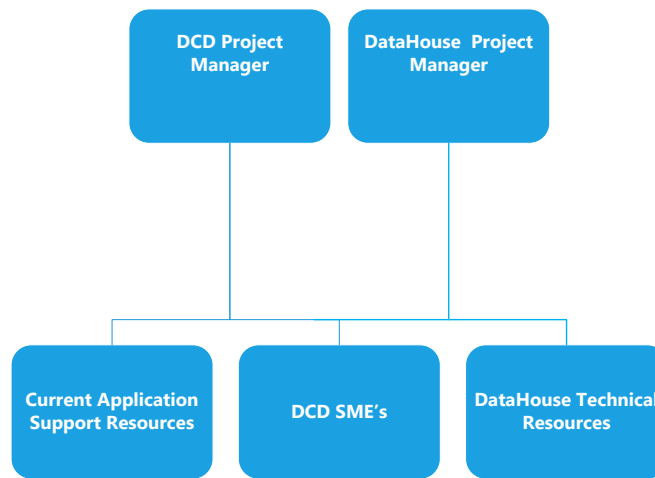 DCD Project
Manager
DataHouse  Project
Manager
Current Application
Support Resources
DCD SME’s
DataHouse Technical
Resources